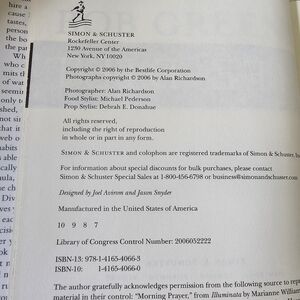 SIMON & SCHUSTER
Rockefeller Center
1230 Avenue of the Americas
New York, NY 10020
Copyright © 2006 by the Bestlife Corporation
Photographs copyright © 2006 by Alan Richardson
Photographer: Alan Richardson
Food Stylist: Michael Pederson
Prop Stylist: Debrah E. Donahue
All rights reserved,
including the right of reproduction
in whole or in part in any form.
SIMON & SCHUSTER and colophon are registered trademarks of Simon & Schuster, In
For information about special discounts for bulk purchases, please contact
Simon & Schuster Special Sales at 1-800-456-6798 or business@simonandschuster.com
Designed by Joel Avirom and Jason Snyder
Manufactured in the United States of America
10 9 8 7
Library of Congress Control Number: 2006052222
ISBN-13: 978-1-4165-4066-3
ISBN-10: 1-4165-4066-0
The author gratefully acknowledges permission from the following source to rep
material in their control: "Morning Prayer," from Illuminata by Marianne William